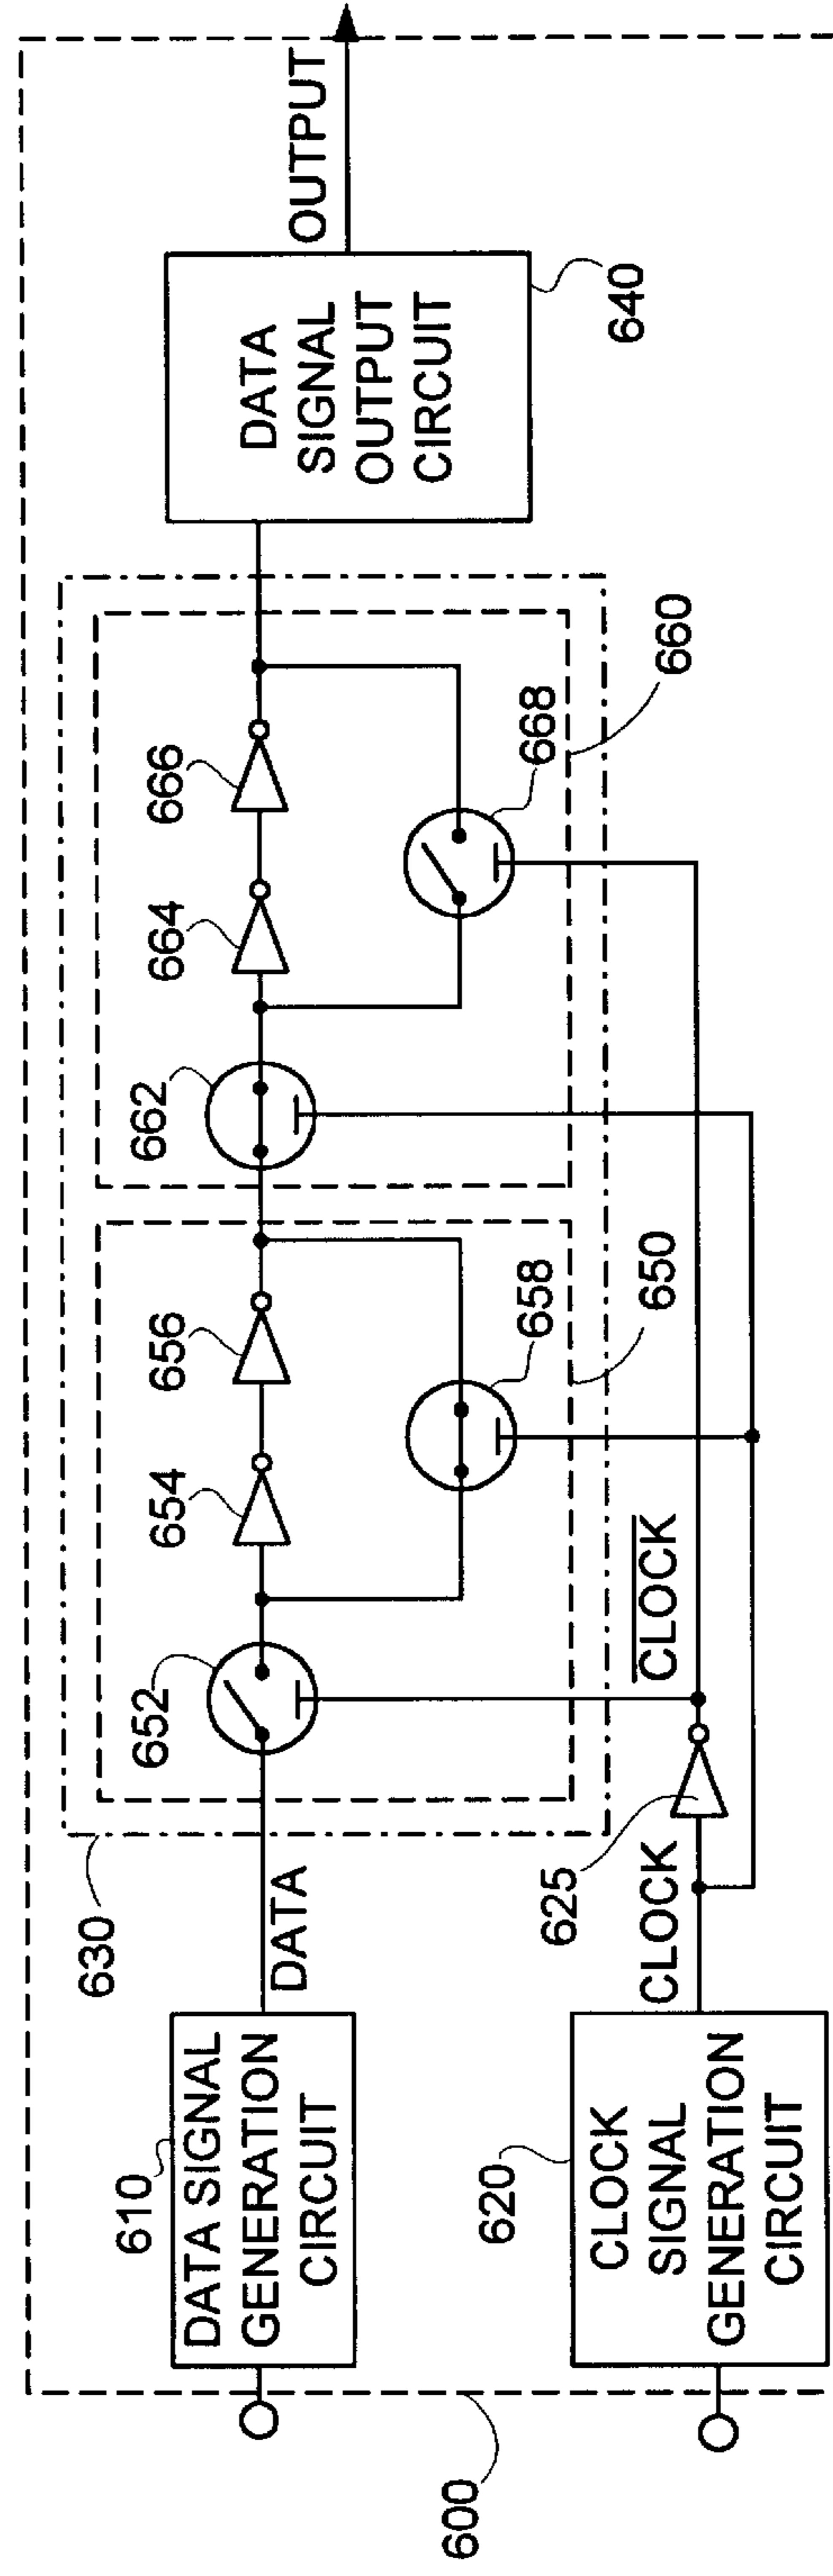 OUTPUT
DATA
SIGNAL
OUTPUT
CIRCUIT
640
660
666
664
668
662
656
654
658
650
652
630
DATA
CLOCK
CLOCK
625
610
DATA SIGNAL
GENERATION
CIRCUIT
620
CLOCK
SIGNAL
GENERATION
CIRCUIT
600